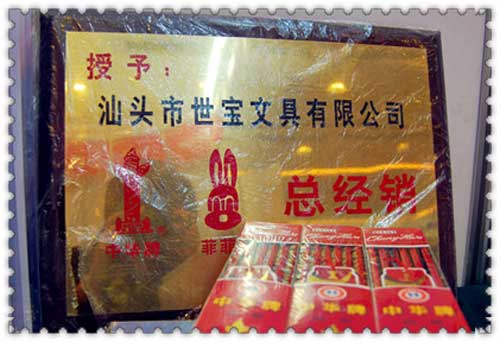 授予：
汕头市世宝文具有限公司
总经销
中华牌
菲菲
中华牌